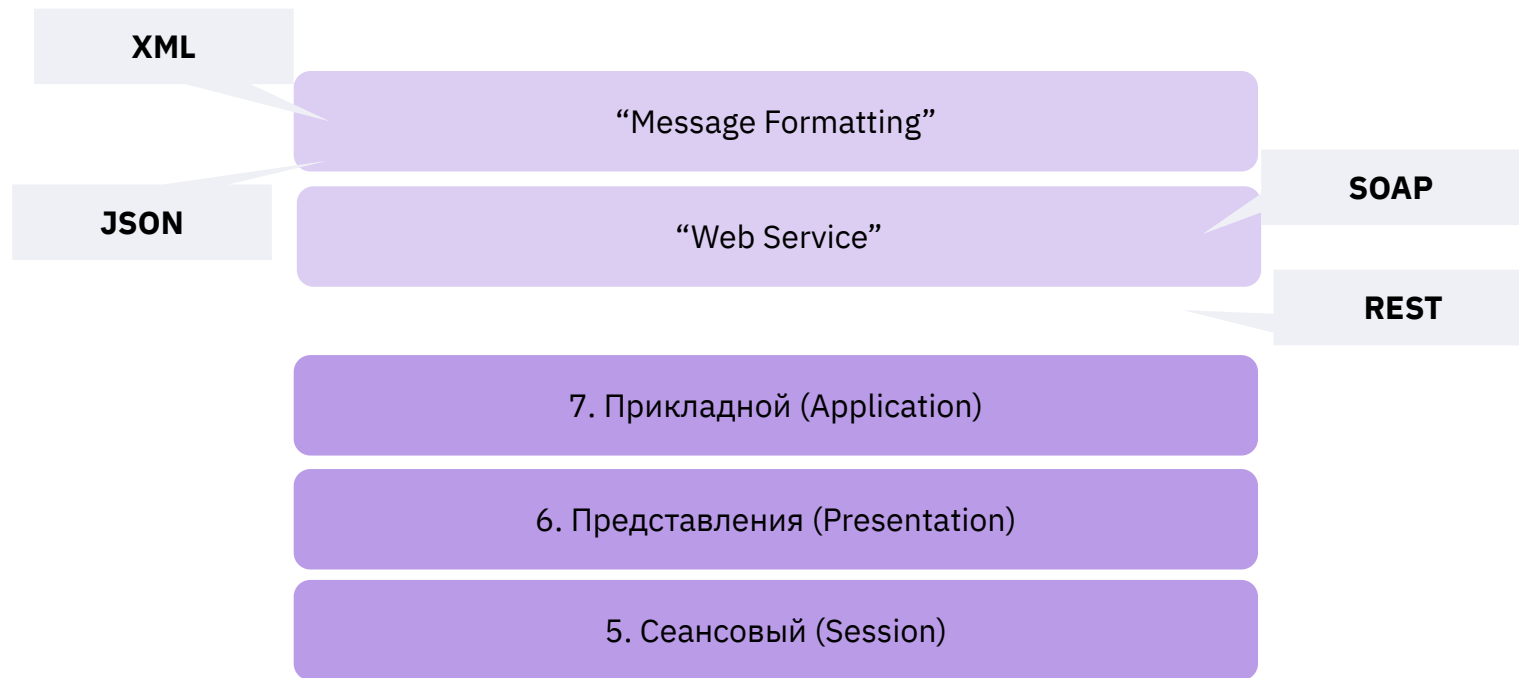 XML
“Message Formatting”
JSON
SOAP
“Web Service”
REST
7. Прикладной (Application)
6. Представления (Presentation)
5. Сеансовый (Session)